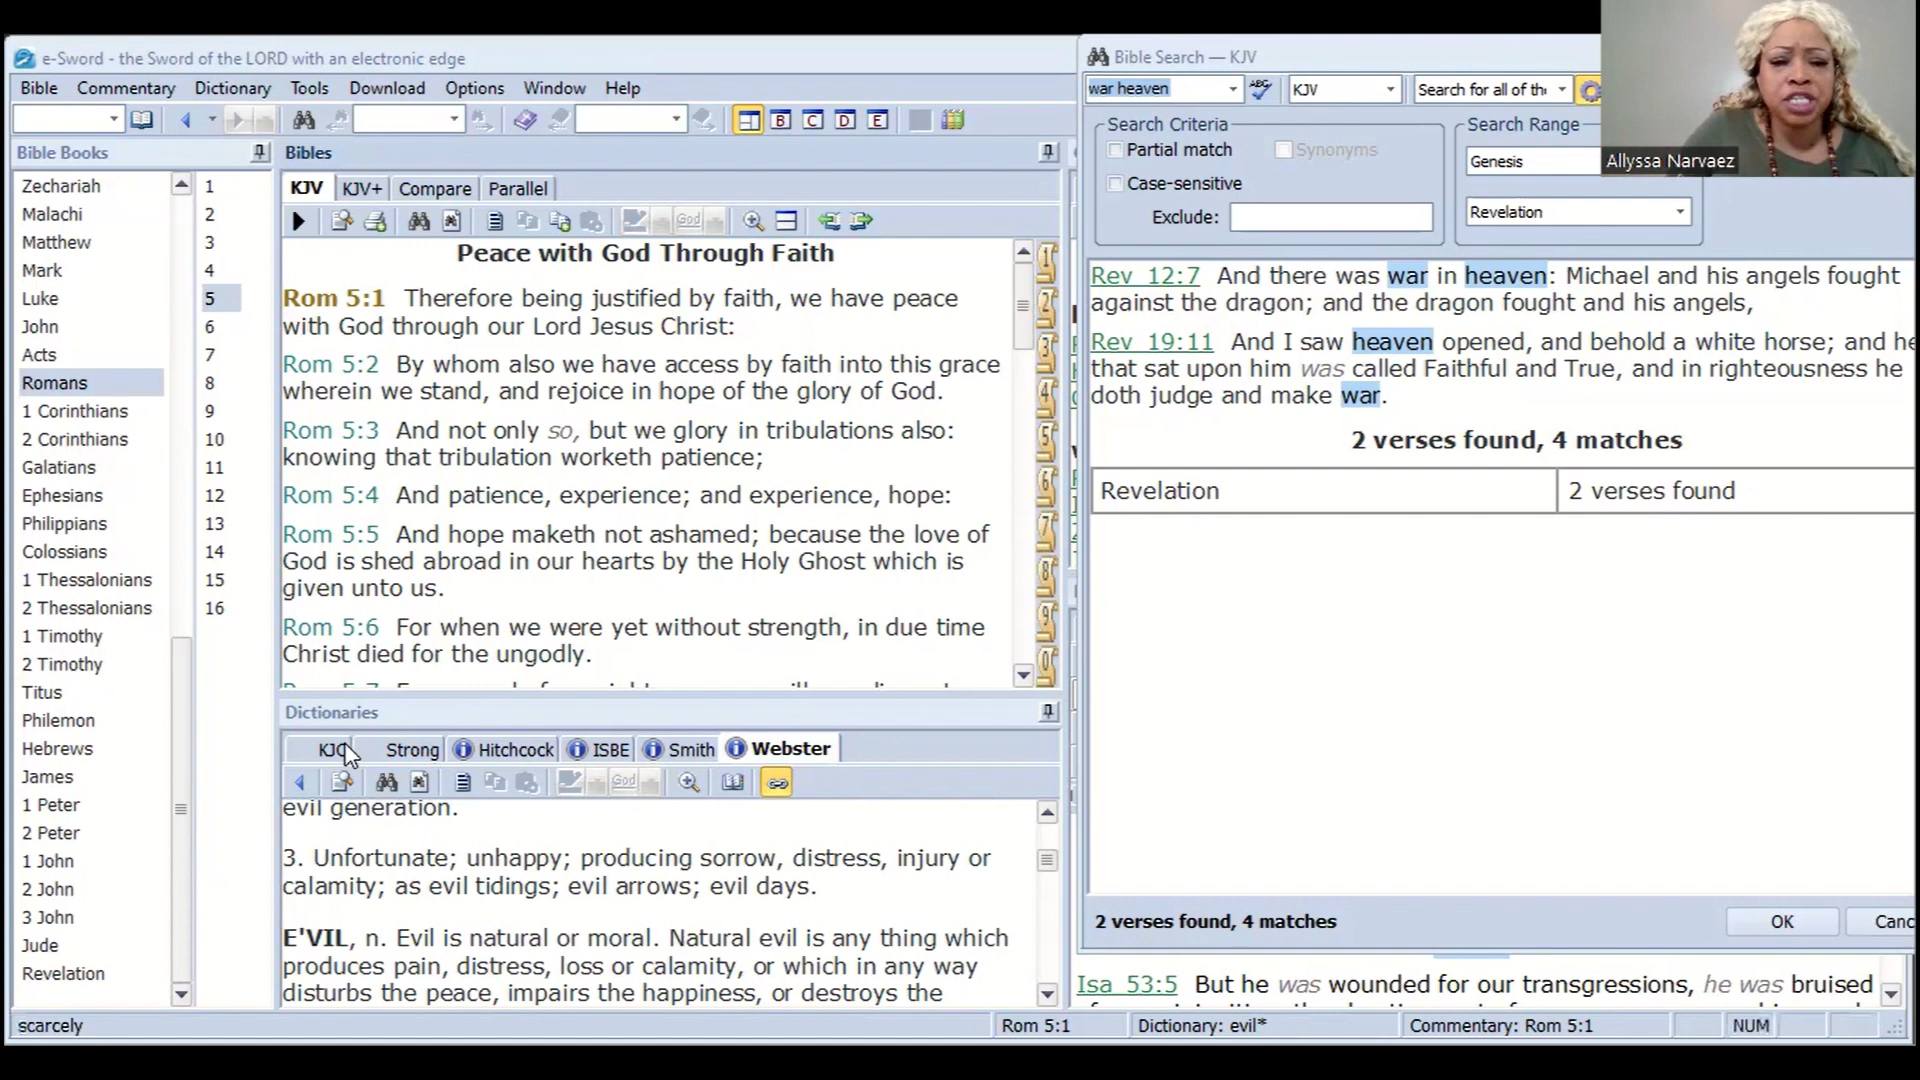 e-Sword - the Sword of the LORD with an electronic edge
Bible Commentary Dictionary Tools Download Options Window Help
B C D E
Bible Books
Zechariah
Malachi
Matthew
Mark
Luke
John
Acts
Romans
1 Corinthians
2 Corinthians
Galatians
Ephesians
Philippians
Colossians
1 Thessalonians
2 Thessalonians
1 Timothy
2 Timothy
Titus
Philemon
Hebrews
James
1 Peter
2 Peter
1 John
2 John
3 John
Jude
Revelation
1
2
3
4
5
6
7
8
9
10
11
12
13
14
15
16
Bibles
KJV KJV+ Compare Parallel
God
Peace with God Through Faith
Rom 5:1 Therefore being justified by faith, we have peace
with God through our Lord Jesus Christ:
Rom 5:2 By whom also we have access by faith into this grace
wherein we stand, and rejoice in hope of the glory of God.
Rom 5:3 And not only so, but we glory in tribulations also:
knowing that tribulation worketh patience;
Rom 5:4 And patience, experience; and experience, hope:
Rom 5:5 And hope maketh not ashamed; because the love of
God is shed abroad in our hearts by the Holy Ghost which is
given unto us.
Rom 5:6 For when we were yet without strength, in due time
Christ died for the ungodly.
1
2
3
4
5
6
7
8
9
0
Dictionaries
Strong Hitchcock ISBE Smith Webster
God
evil generation.
3. Unfortunate; unhappy; producing sorrow, distress, injury or
calamity; as evil tidings; evil arrows; evil days.
E'VIL, n. Evil is natural or moral. Natural evil is any thing which
produces pain, distress, loss or calamity, or which in any way
disturbs the peace, impairs the happiness, or destroys the
Bible Search — KJV
war heaven ABC KJV Search for all of th
Search Criteria
Partial match Synonyms
Case-sensitive
Exclude:
Search Range
Genesis
Revelation
Allyssa Narvaez
Rev 12:7 And there was war in heaven: Michael and his angels fought
against the dragon; and the dragon fought and his angels,
Rev 19:11 And I saw heaven opened, and behold a white horse; and he
that sat upon him was called Faithful and True, and in righteousness he
doth judge and make war.
2 verses found, 4 matches
Revelation 2 verses found
2 verses found, 4 matches OK Canc
Isa 53:5 But he was wounded for our transgressions, he was bruised
scarcely Rom 5:1 Dictionary: evil* Commentary: Rom 5:1 NUM